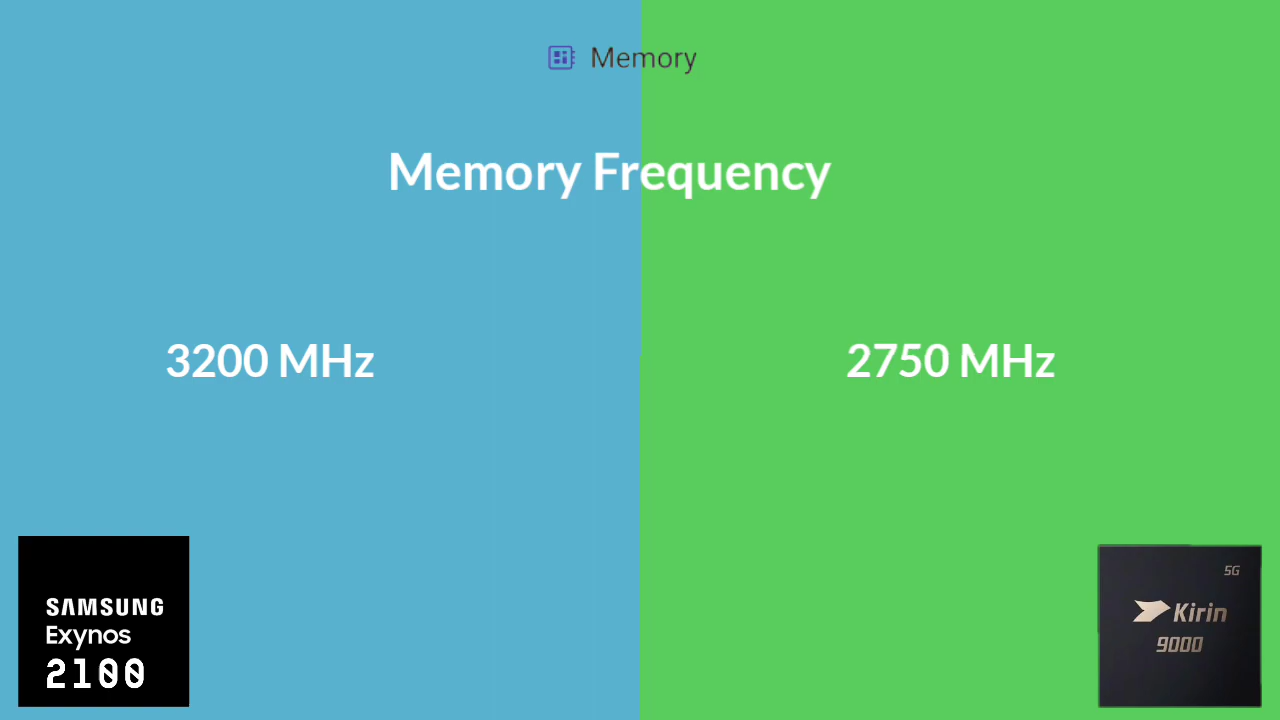 Memory
Memory Frequency
3200 MHz
2750 MHz
SAMSUNG
Exynos
2100
5G
Kirin
9000